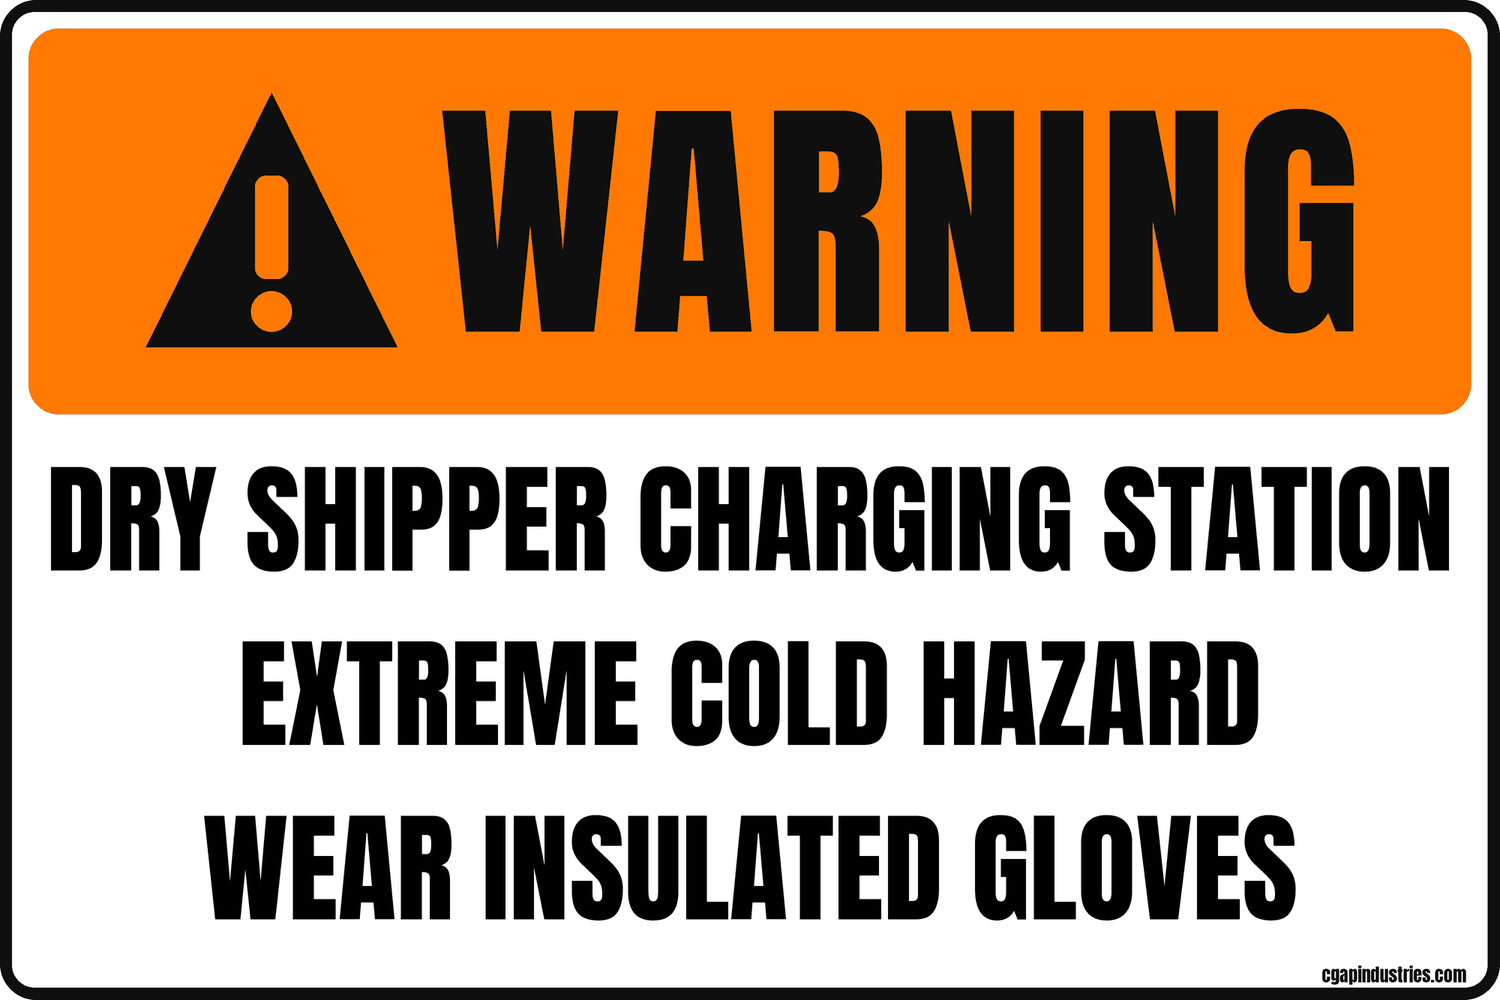 WARNING
DRY SHIPPER CHARGING STATION
EXTREME COLD HAZARD
WEAR INSULATED GLOVES
cgapindustries.com